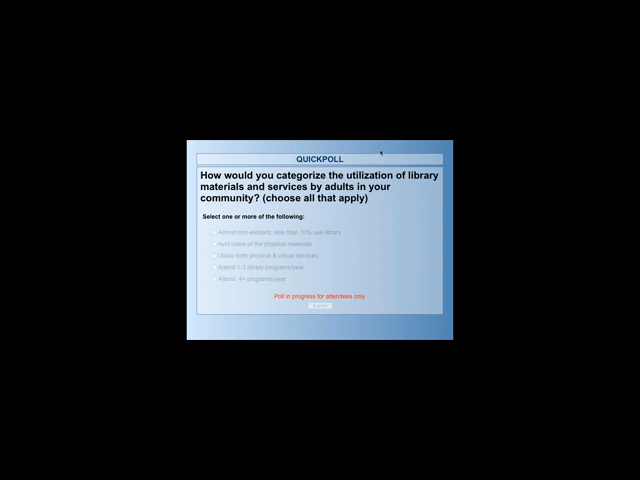 QUICKPOLL
How would you categorize the utilization of library
materials and services by adults in your
community? (choose all that apply)
Select one or more of the following:
Almost non-existent, less than 10% use library
Avid users of the physical materials
Utilize both physical & virtual services
Attend 1-3 library programs/year
Attend 4+ programs/year
Poll in progress for attendees only.
Submit